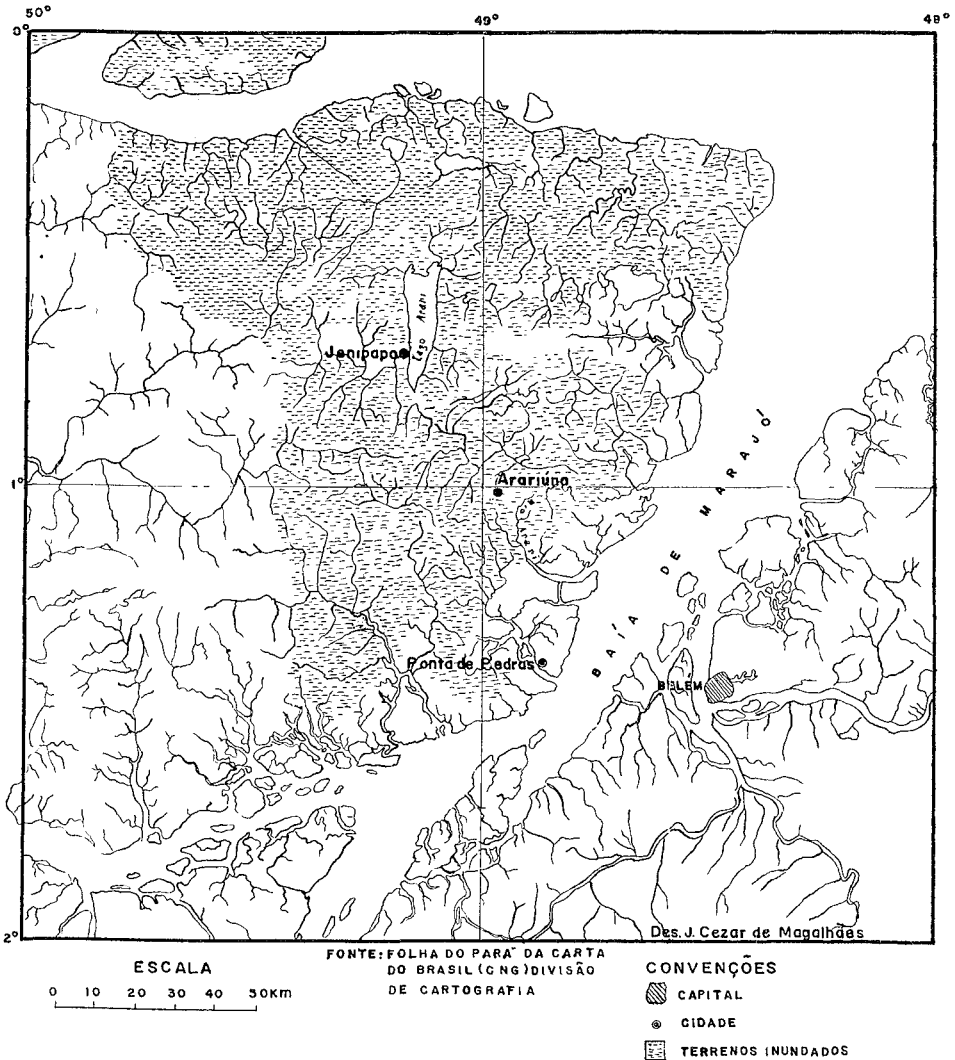 50°
49°
48°
0°
Lago Arari
Jenipapo
Arariuna
1°
BAÍA DE MARAJÓ
Ponta de Pedras
BELÉM
2°
Des. J. Cezar de Magalhães
ESCALA
0 10 20 30 40 50Km
FONTE: FOLHA DO PARÁ DA CARTA
DO BRASIL (CNG) DIVISÃO
DE CARTOGRAFIA
CONVENÇÕES
CAPITAL
CIDADE
TERRENOS INUNDADOS